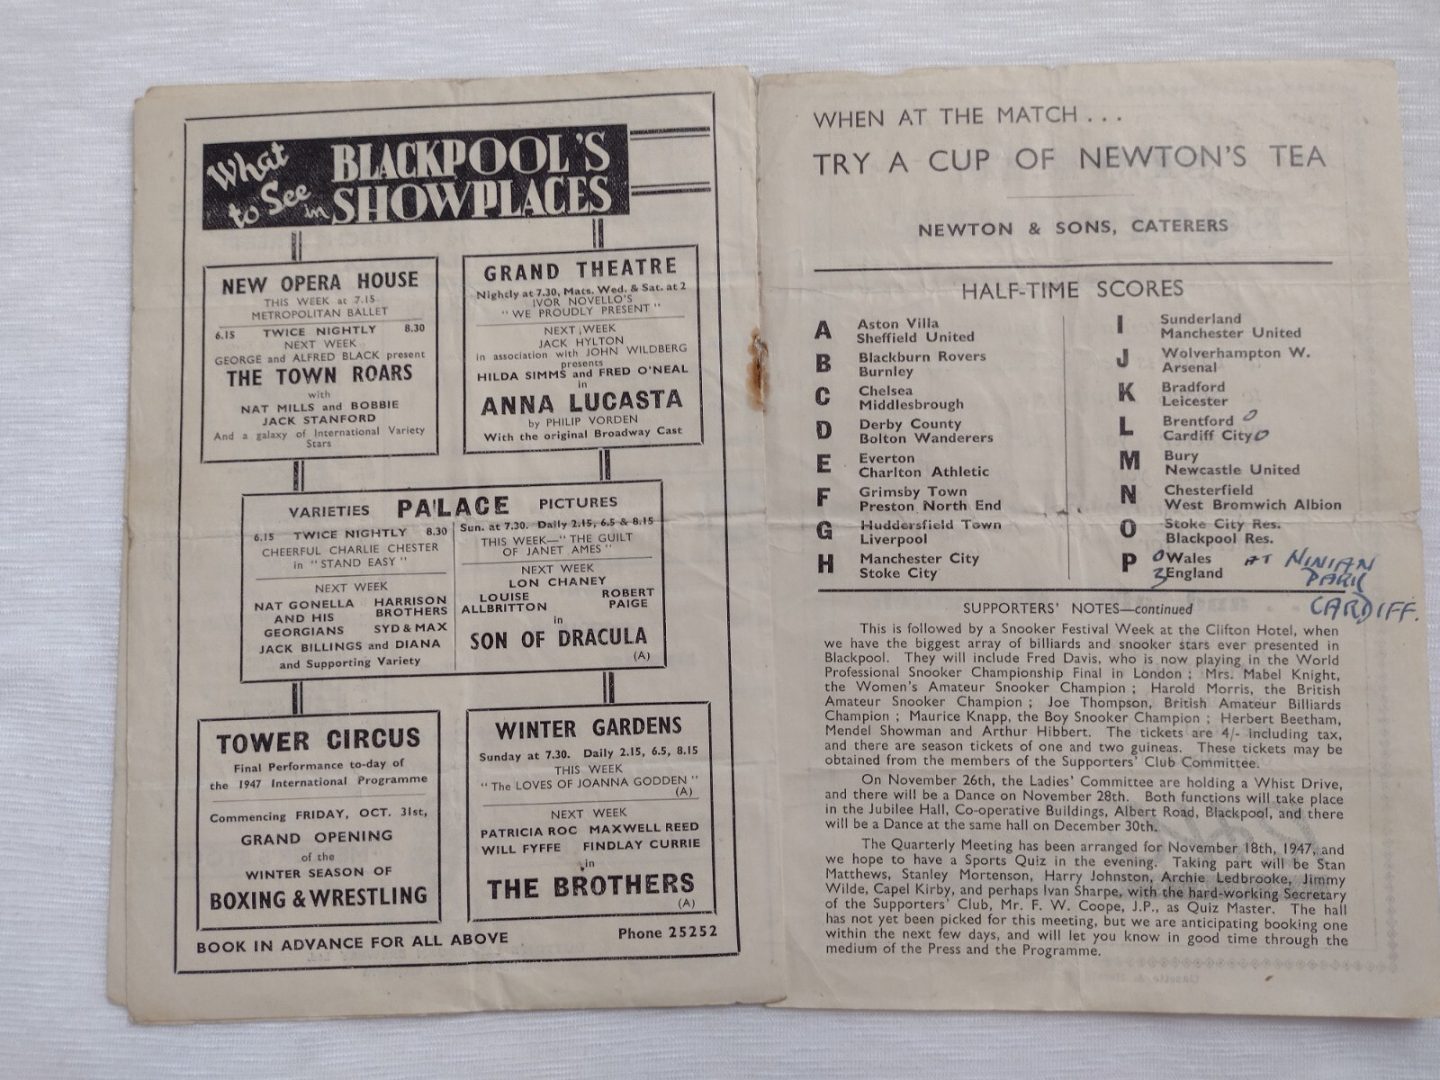 What to See in BLACKPOOL'S SHOWPLACES
NEW OPERA HOUSE
THIS WEEK at 7.15
METROPOLITAN BALLET
6.15 TWICE NIGHTLY 8.30
NEXT WEEK
GEORGE and ALFRED BLACK present
THE TOWN ROARS
with
NAT MILLS and BOBBIE
JACK STANFORD
And a galaxy of International Variety
Stars
GRAND THEATRE
Nightly at 7.30, Mats. Wed. & Sat. at 2
IVOR NOVELLO'S
"WE PROUDLY PRESENT"
NEXT WEEK
JACK HYLTON
in association with JOHN WILDBERG
presents
HILDA SIMMS and FRED O'NEAL
in
ANNA LUCASTA
by PHILIP VORDEN
With the original Broadway Cast
VARIETIES PALACE PICTURES
6.15 TWICE NIGHTLY 8.30
CHEERFUL CHARLIE CHESTER
in "STAND EASY"
NEXT WEEK
NAT GONELLA AND HIS GEORGIANS
HARRISON BROTHERS
SYD & MAX
JACK BILLINGS and DIANA
and Supporting Variety
Sun. at 7.30. Daily 2.15, 6.5 & 8.15
THIS WEEK—"THE GUILT
OF JANET AMES"
NEXT WEEK
LON CHANEY
LOUISE ALLBRITTON
ROBERT PAIGE
in
SON OF DRACULA
(A)
TOWER CIRCUS
Final Performance to-day of
the 1947 International Programme
Commencing FRIDAY, OCT. 31st,
GRAND OPENING
of the
WINTER SEASON OF
BOXING & WRESTLING
WINTER GARDENS
Sunday at 7.30. Daily 2.15, 6.5, 8.15
THIS WEEK
"The LOVES OF JOANNA GODDEN"
(A)
NEXT WEEK
PATRICIA ROC MAXWELL REED
WILL FYFFE FINDLAY CURRIE
in
THE BROTHERS
(A)
BOOK IN ADVANCE FOR ALL ABOVE Phone 25252
WHEN AT THE MATCH . . .
TRY A CUP OF NEWTON'S TEA
NEWTON & SONS, CATERERS
HALF-TIME SCORES
A Aston Villa
Sheffield United
B Blackburn Rovers
Burnley
C Chelsea
Middlesbrough
D Derby County
Bolton Wanderers
E Everton
Charlton Athletic
F Grimsby Town
Preston North End
G Huddersfield Town
Liverpool
H Manchester City
Stoke City
I Sunderland
Manchester United
J Wolverhampton W.
Arsenal
K Bradford
Leicester
L Brentford 0
Cardiff City 0
M Bury
Newcastle United
N Chesterfield
West Bromwich Albion
O Stoke City Res.
Blackpool Res.
P 0 Wales AT NINIAN
3 England PARK
CARDIFF.
SUPPORTERS' NOTES—continued
This is followed by a Snooker Festival Week at the Clifton Hotel, when
we have the biggest array of billiards and snooker stars ever presented in
Blackpool. They will include Fred Davis, who is now playing in the World
Professional Snooker Championship Final in London ; Mrs. Mabel Knight,
the Women's Amateur Snooker Champion ; Harold Morris, the British
Amateur Snooker Champion ; Joe Thompson, British Amateur Billiards
Champion ; Maurice Knapp, the Boy Snooker Champion ; Herbert Beetham,
Mendel Showman and Arthur Hibbert. The tickets are 4/- including tax,
and there are season tickets of one and two guineas. These tickets may be
obtained from the members of the Supporters' Club Committee.
On November 26th, the Ladies' Committee are holding a Whist Drive,
and there will be a Dance on November 28th. Both functions will take place
in the Jubilee Hall, Co-operative Buildings, Albert Road, Blackpool, and there
will be a Dance at the same hall on December 30th.
The Quarterly Meeting has been arranged for November 18th, 1947, and
we hope to have a Sports Quiz in the evening. Taking part will be Stan
Matthews, Stanley Mortenson, Harry Johnston, Archie Ledbrooke, Jimmy
Wilde, Capel Kirby, and perhaps Ivan Sharpe, with the hard-working Secretary
of the Supporters' Club, Mr. F. W. Coope, J.P., as Quiz Master. The hall
has not yet been picked for this meeting, but we are anticipating booking one
within the next few days, and will let you know in good time through the
medium of the Press and the Programme.